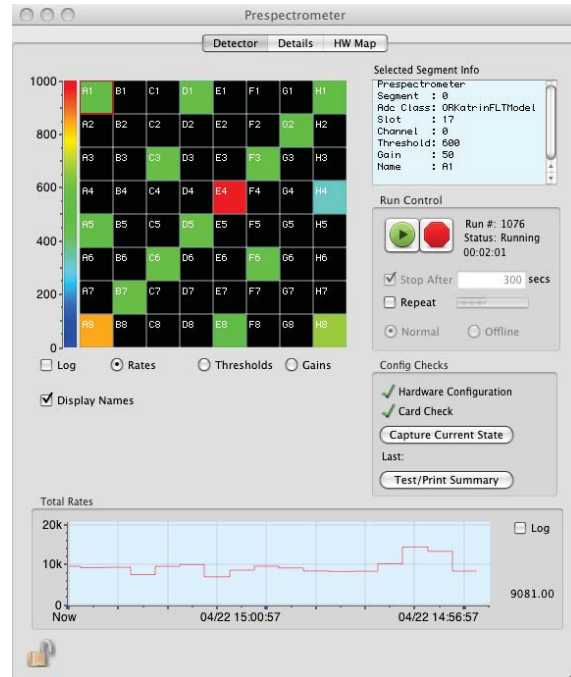 Prespectrometer
Detector Details HW Map
1000
800
600
400
200
0
A1 B1 C1 D1 E1 F1 G1 H1
A2 B2 C2 D2 E2 F2 G2 H2
A3 B3 C3 D3 E3 F3 G3 H3
A4 B4 C4 D4 E4 F4 G4 H4
A5 B5 C5 D5 E5 F5 G5 H5
A6 B6 C6 D6 E6 F6 G6 H6
A7 B7 C7 D7 E7 F7 G7 H7
A8 B8 C8 D8 E8 F8 G8 H8
Log Rates Thresholds Gains
Display Names
Selected Segment Info
Prespectrometer
Segment : 0
Adc Class: ORKatrinFLTModel
Slot : 17
Channel : 0
Threshold: 600
Gain : 50
Name : A1
Run Control
Run #: 1076
Status: Running
00:02:01
Stop After 300 secs
Repeat
Normal Offline
Config Checks
Hardware Configuration
Card Check
Capture Current State
Last:
Test/Print Summary
Total Rates
20k
10k
0
Now 04/22 15:00:57 04/22 14:56:57
Log
9081.00